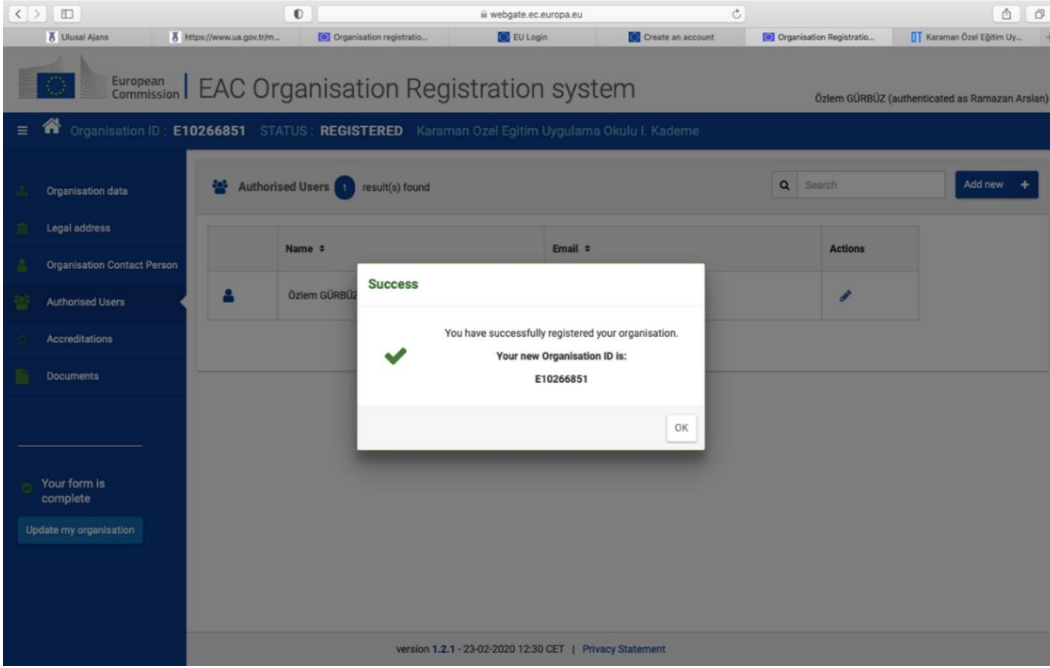 webgate.ec.europa.eu
Ulusal Ajans
https://www.ua.gov.tr/m...
Organisation registratio...
EU Login
Create an account
Organisation Registratio...
Karaman Özel Eğitim Uy...
European
Commission
EAC Organisation Registration system
Özlem GÜRBÜZ (authenticated as Ramazan Arslan)
Organisation ID : E10266851 STATUS : REGISTERED Karaman Ozel Egitim Uygulama Okulu I. Kademe
Organisation data
Legal address
Organisation Contact Person
Authorised Users
Accreditations
Documents
Your form is
complete
Update my organisation
Authorised Users 1 result(s) found
Search
Add new +
Name
Email
Actions
Özlem GÜRBÜZ
Success
You have successfully registered your organisation.
Your new Organisation ID is:
E10266851
OK
version 1.2.1 - 23-02-2020 12:30 CET | Privacy Statement